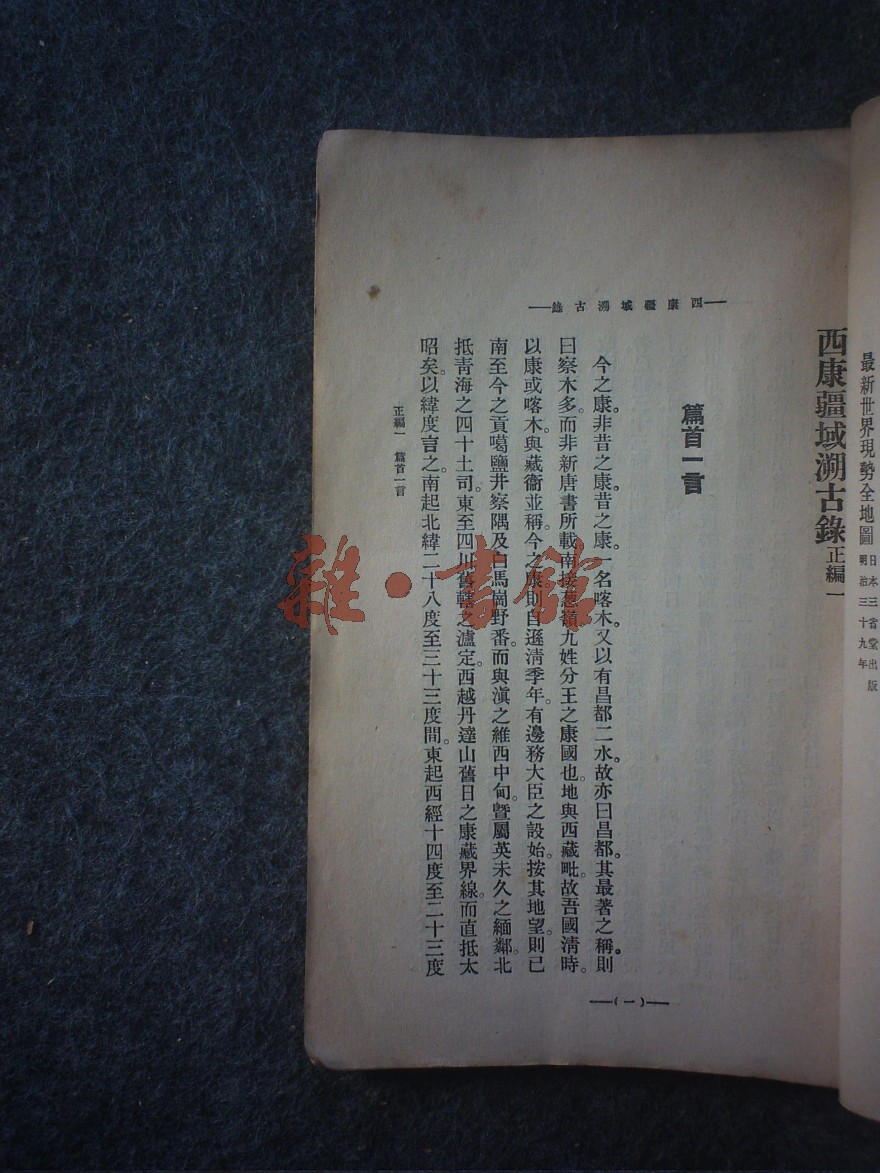 最新世界現勢全地圖 日本三省堂出版
明治三十九年
西康疆域溯古錄 正編一
西康疆域溯古錄
篇首一言
今之康。非昔之康。昔之康。一名喀木。又以有昌都二水。故亦曰昌都。其最著之稱。則
曰察木多。而非新唐書所載南接葱嶺九姓分王之康國也。地與西藏毗。故吾國淸時。
以康或喀木與藏衞並稱。今之康。則自遜淸季年。有邊務大臣之設始。按其地望。則已
南至今之貢噶鹽井察隅及白馬崗野番。而與滇之維西中甸。曁屬英未久之緬鄰。北
抵靑海之四十土司。東至四川舊轄之瀘定。西越丹達山舊日之康藏界線。而直抵太
昭矣。以緯度言之。南起北緯二十八度至三十三度間。東起西經十四度至二十三度
正編一 篇首一言
(一)
雜·書館